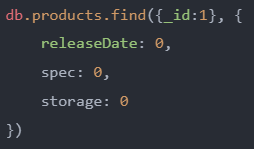 db.products.find({_id:1}, {
    releaseDate: 0,
    spec: 0,
    storage: 0
})